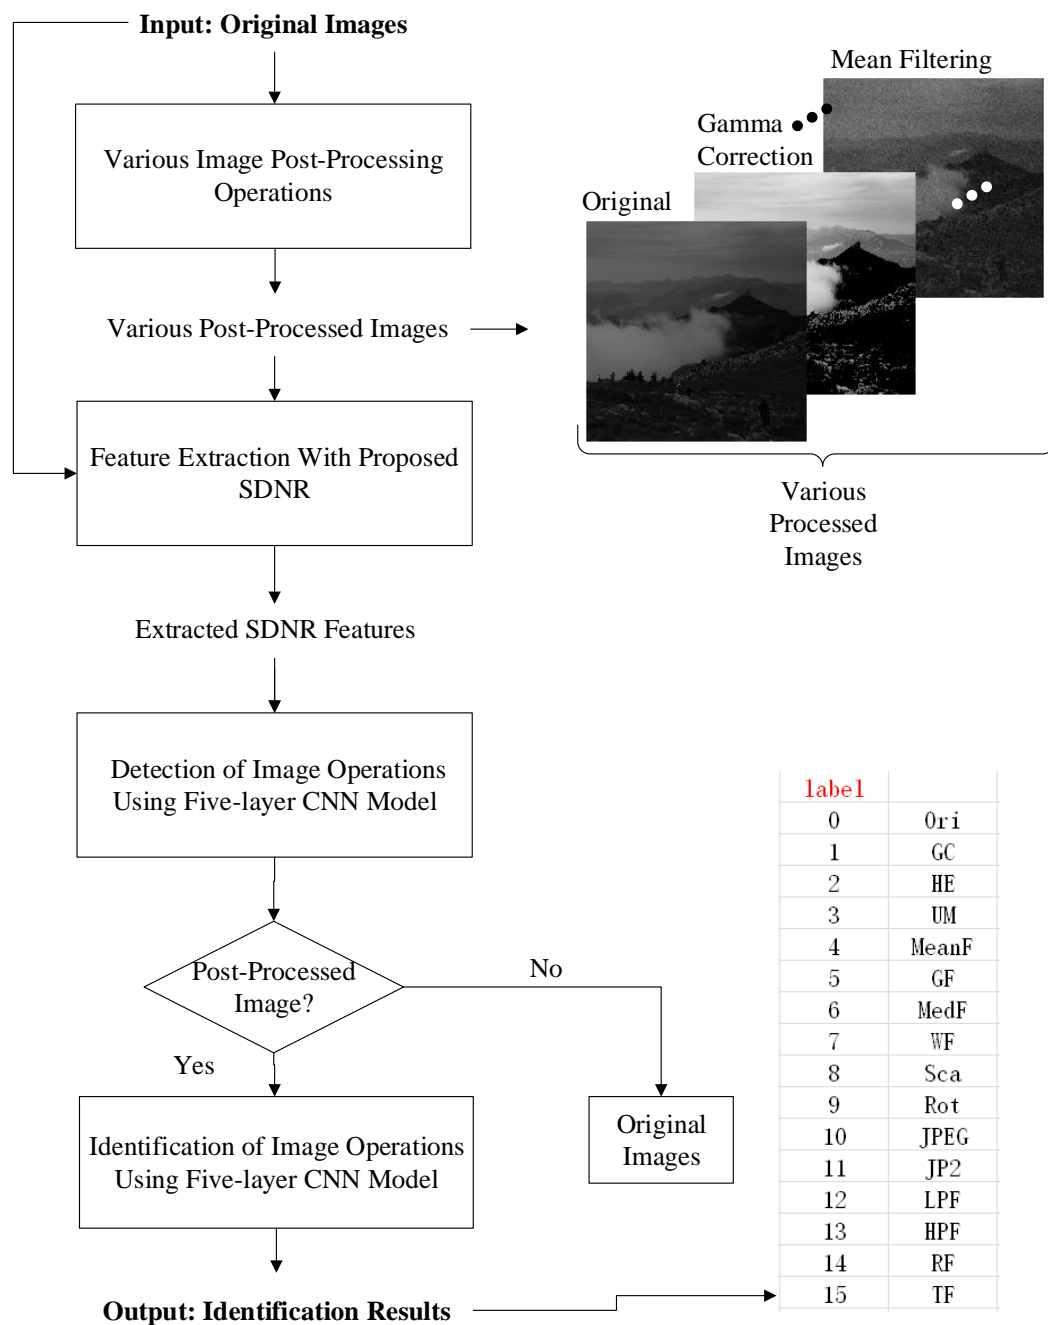 Input: Original Images
Various Image Post-Processing
Operations
Various Post-Processed Images
Feature Extraction With Proposed
SDNR
Extracted SDNR Features
Detection of Image Operations
Using Five-layer CNN Model
Post-Processed
Image?
No
Yes
Original
Images
Identification of Image Operations
Using Five-layer CNN Model
Output: Identification Results
Mean Filtering
Gamma
Correction
Original
Various
Processed
Images
label
0 Ori
1 GC
2 HE
3 UM
4 MeanF
5 GF
6 MedF
7 WF
8 Sca
9 Rot
10 JPEG
11 JP2
12 LPF
13 HPF
14 RF
15 TF